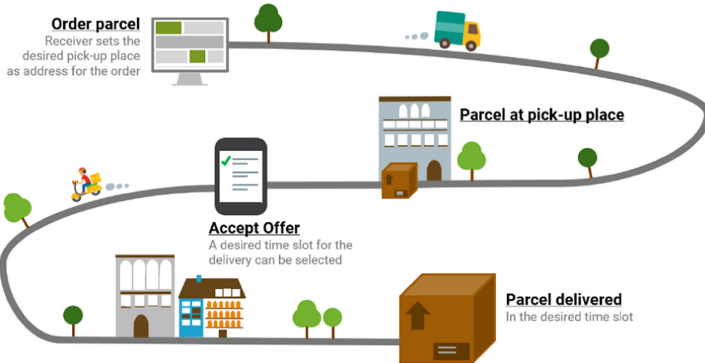 Order parcel
Receiver sets the
desired pick-up place
as address for the order
Parcel at pick-up place
Accept Offer
A desired time slot for the
delivery can be selected
Parcel delivered
In the desired time slot